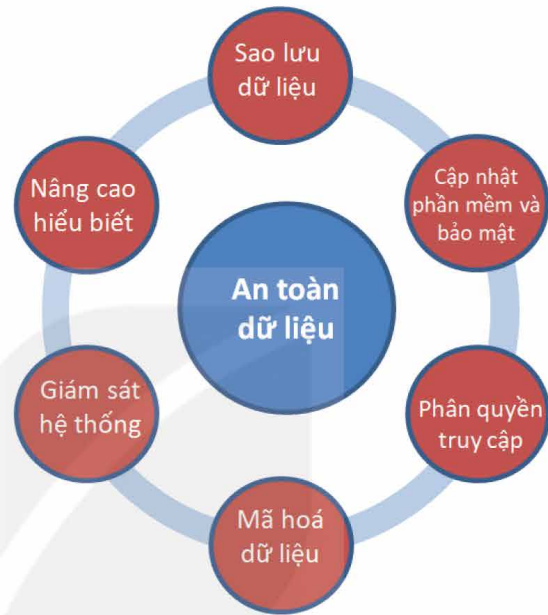 Sao lưu
dữ liệu
Cập nhật
phần mềm và
bảo mật
Phân quyền
truy cập
Mã hoá
dữ liệu
Giám sát
hệ thống
Nâng cao
hiểu biết
An toàn
dữ liệu